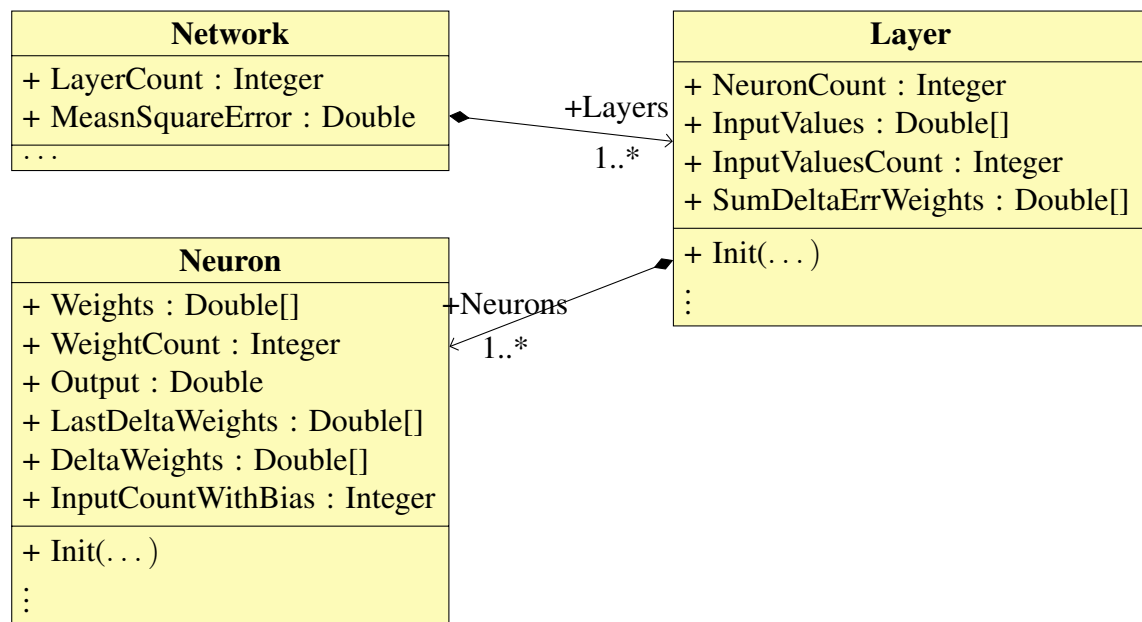 Network
+ LayerCount : Integer
+ MeasnSquareError : Double
...
+Layers
1..*
Layer
+ NeuronCount : Integer
+ InputValues : Double[]
+ InputValuesCount : Integer
+ SumDeltaErrWeights : Double[]
+ Init(...)
⋮
Neuron
+ Weights : Double[]
+ WeightCount : Integer
+ Output : Double
+ LastDeltaWeights : Double[]
+ DeltaWeights : Double[]
+ InputCountWithBias : Integer
+ Init(...)
⋮
+Neurons
1..*